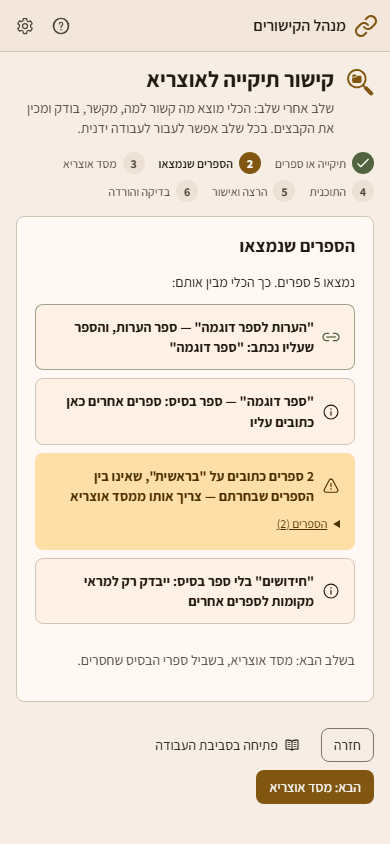 מנהל הקישורים
קישור תיקייה לאוצריא
שלב אחרי שלב: הכלי מוצא מה קשור למה, מקשר, בודק ומכין
את הקבצים. בכל שלב אפשר לעבור לעבודה ידנית.
תיקייה או ספרים
2 הספרים שנמצאו
3 מסד אוצריא
4 התוכנית
5 הרצה ואישור
6 בדיקה והורדה
הספרים שנמצאו
נמצאו 5 ספרים. כך הכלי מבין אותם:
"הערות לספר דוגמה" — ספר הערות, והספר
שעליו נכתב: "ספר דוגמה"
"ספר דוגמה" — ספר בסיס: ספרים אחרים כאן
כתובים עליו
2 ספרים כתובים על "בראשית", שאינו בין
הספרים שבחרתם — צריך אותו ממסד אוצריא
הספרים (2)
"חידושים" בלי ספר בסיס: ייבדק רק למראי
מקומות לספרים אחרים
בשלב הבא: מסד אוצריא, בשביל ספרי הבסיס שחסרים.
חזרה
פתיחה בסביבת העבודה
הבא: מסד אוצריא